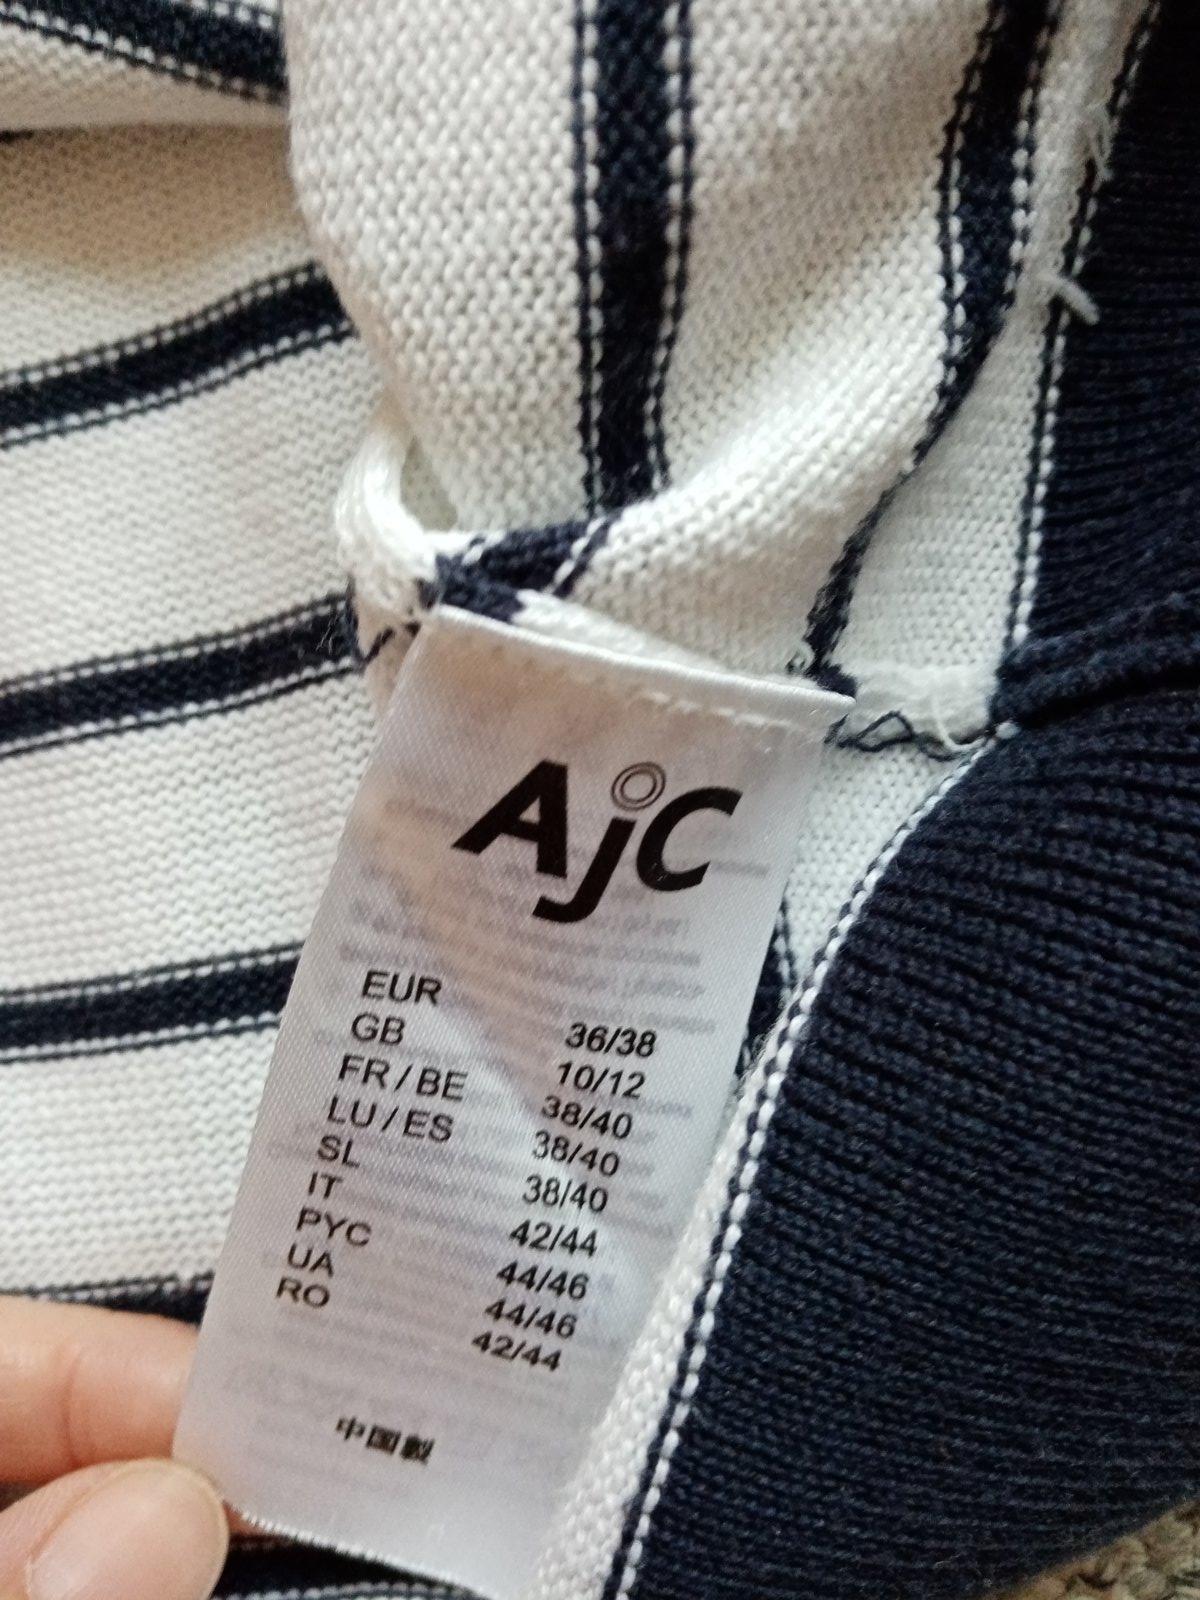 AjC
EUR 36/38
GB 10/12
FR / BE 38/40
LU / ES 38/40
SL 38/40
IT 42/44
РУС 44/46
UA 44/46
RO 42/44
中国製